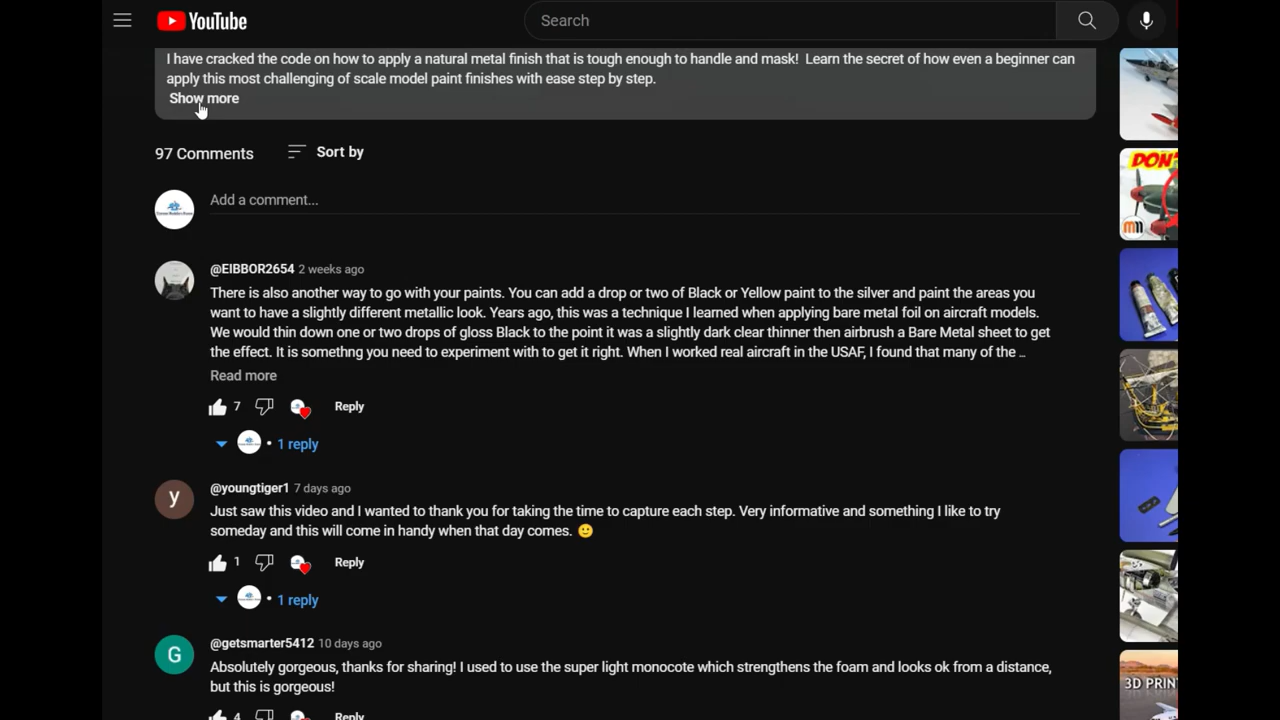 YouTube
Search
I have cracked the code on how to apply a natural metal finish that is tough enough to handle and mask! Learn the secret of how even a beginner can
apply this most challenging of scale model paint finishes with ease step by step.
Show more
97 Comments
Sort by
Add a comment...
@EIBBOR2654 2 weeks ago
There is also another way to go with your paints. You can add a drop or two of Black or Yellow paint to the silver and paint the areas you
want to have a slightly different metallic look. Years ago, this was a technique I learned when applying bare metal foil on aircraft models.
We would thin down one or two drops of gloss Black to the point it was a slightly dark clear thinner then airbrush a Bare Metal sheet to get
the effect. It is somethng you need to experiment with to get it right. When I worked real aircraft in the USAF, I found that many of the …
Read more
7
Reply
• 1 reply
y
@youngtiger1 7 days ago
Just saw this video and I wanted to thank you for taking the time to capture each step. Very informative and something I like to try
someday and this will come in handy when that day comes. 🙂
1
Reply
• 1 reply
G
@getsmarter5412 10 days ago
Absolutely gorgeous, thanks for sharing! I used to use the super light monocote which strengthens the foam and looks ok from a distance,
but this is gorgeous!
4
Reply
DON'
3D PRIN